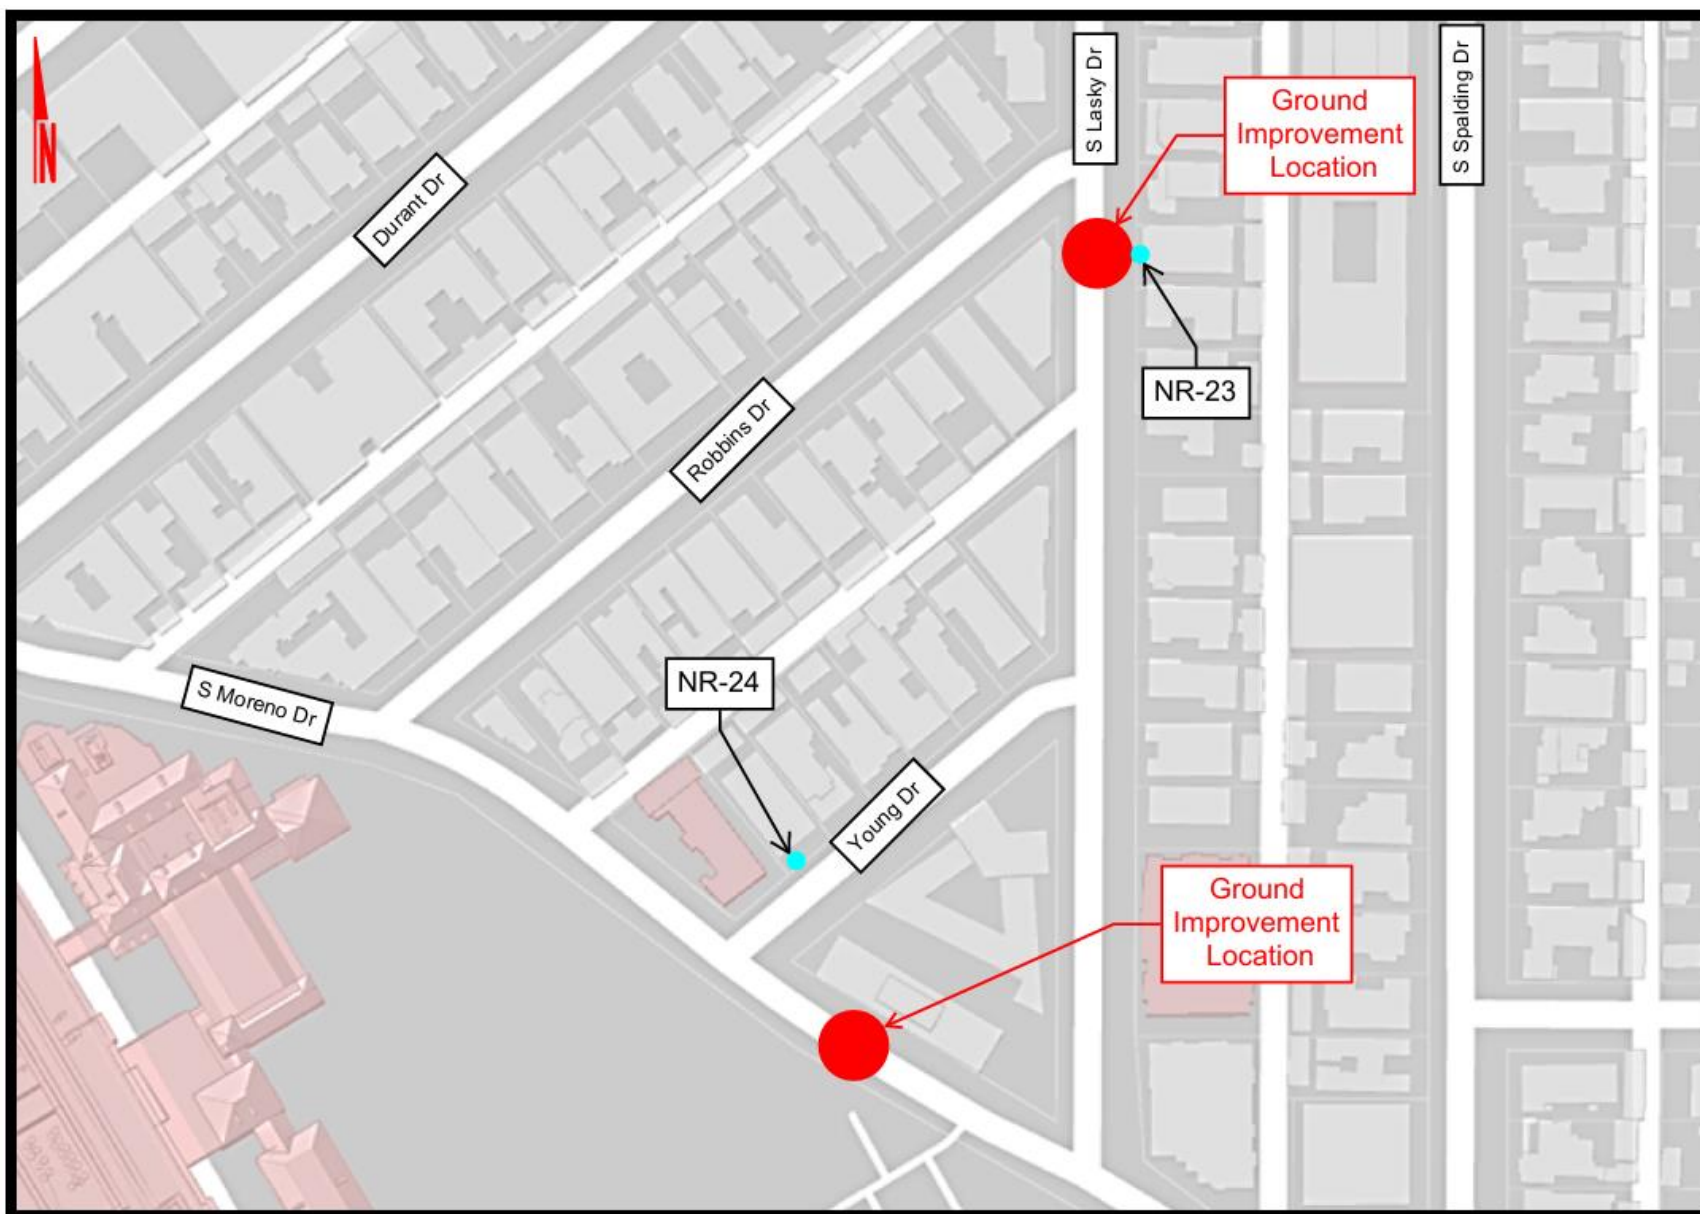 N
S Lasky Dr
S Spalding Dr
Ground
Improvement
Location
Durant Dr
NR-23
Robbins Dr
NR-24
S Moreno Dr
Young Dr
Ground
Improvement
Location